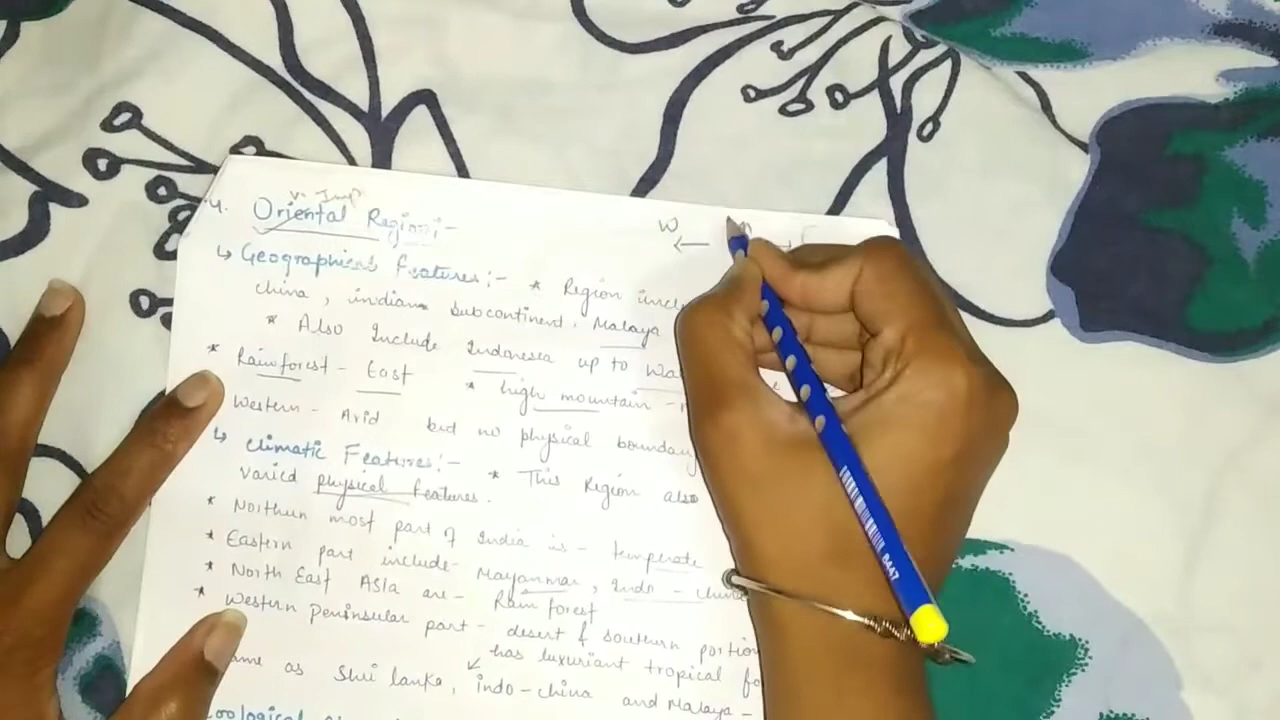 V. Imp
4. Oriental Region:-
W
↳ Geographical Features:- * Region
china, indian subcontinent, Malaya
* Also Include Indonesia up to
* Rainforest - East * high mountain -
Western - Arid but no physical boundary
↳ Climatic Features:- * This Region also
varied physical features.
* Northern most part of India is - temperate
* Eastern part include - Mayanmar, Indo - China
* North East Asia are - Rain forest
* Western Peninsular part - desert & southern portion
has luxuriant tropical
same as Shri lanka, indo-china and Malaya -
8447